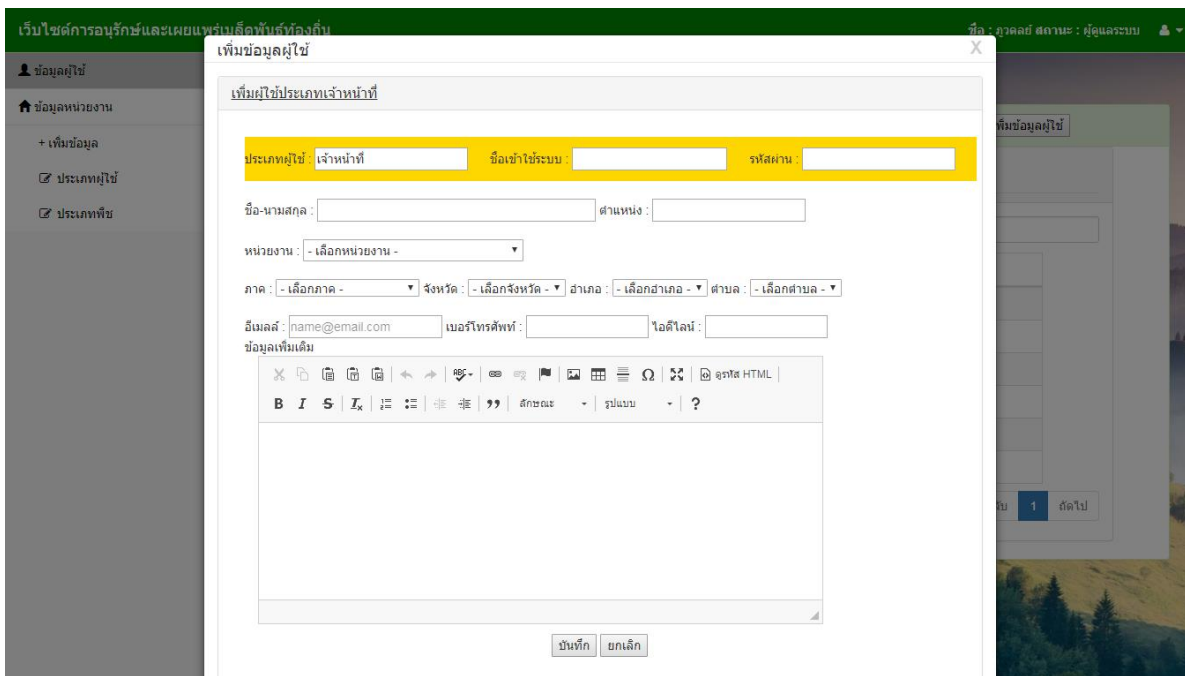 เว็บไซต์การอนุรักษ์และเผยแพร่เมล็ดพันธุ์ท้องถิ่น
ชื่อ : ภูวดลย์ สถานะ : ผู้ดูแลระบบ
เพิ่มข้อมูลผู้ใช้
X
ข้อมูลผู้ใช้
ข้อมูลหน่วยงาน
+ เพิ่มข้อมูล
ประเภทผู้ใช้
ประเภทพืช
เพิ่มผู้ใช้ประเภทเจ้าหน้าที่
พิ่มข้อมูลผู้ใช้
ประเภทผู้ใช้ : เจ้าหน้าที่ ชื่อเข้าใช้ระบบ : รหัสผ่าน :
ชื่อ-นามสกุล : ตำแหน่ง :
หน่วยงาน : - เลือกหน่วยงาน -
ภาค : - เลือกภาค - จังหวัด : - เลือกจังหวัด - อำเภอ : - เลือกอำเภอ - ตำบล : - เลือกตำบล -
อีเมลล์ : name@email.com เบอร์โทรศัพท์ : ไอดีไลน์ :
ข้อมูลเพิ่มเติม
ดูรหัส HTML
B I S Ix ลักษณะ รูปแบบ ?
1 ถัดไป
บันทึก ยกเลิก